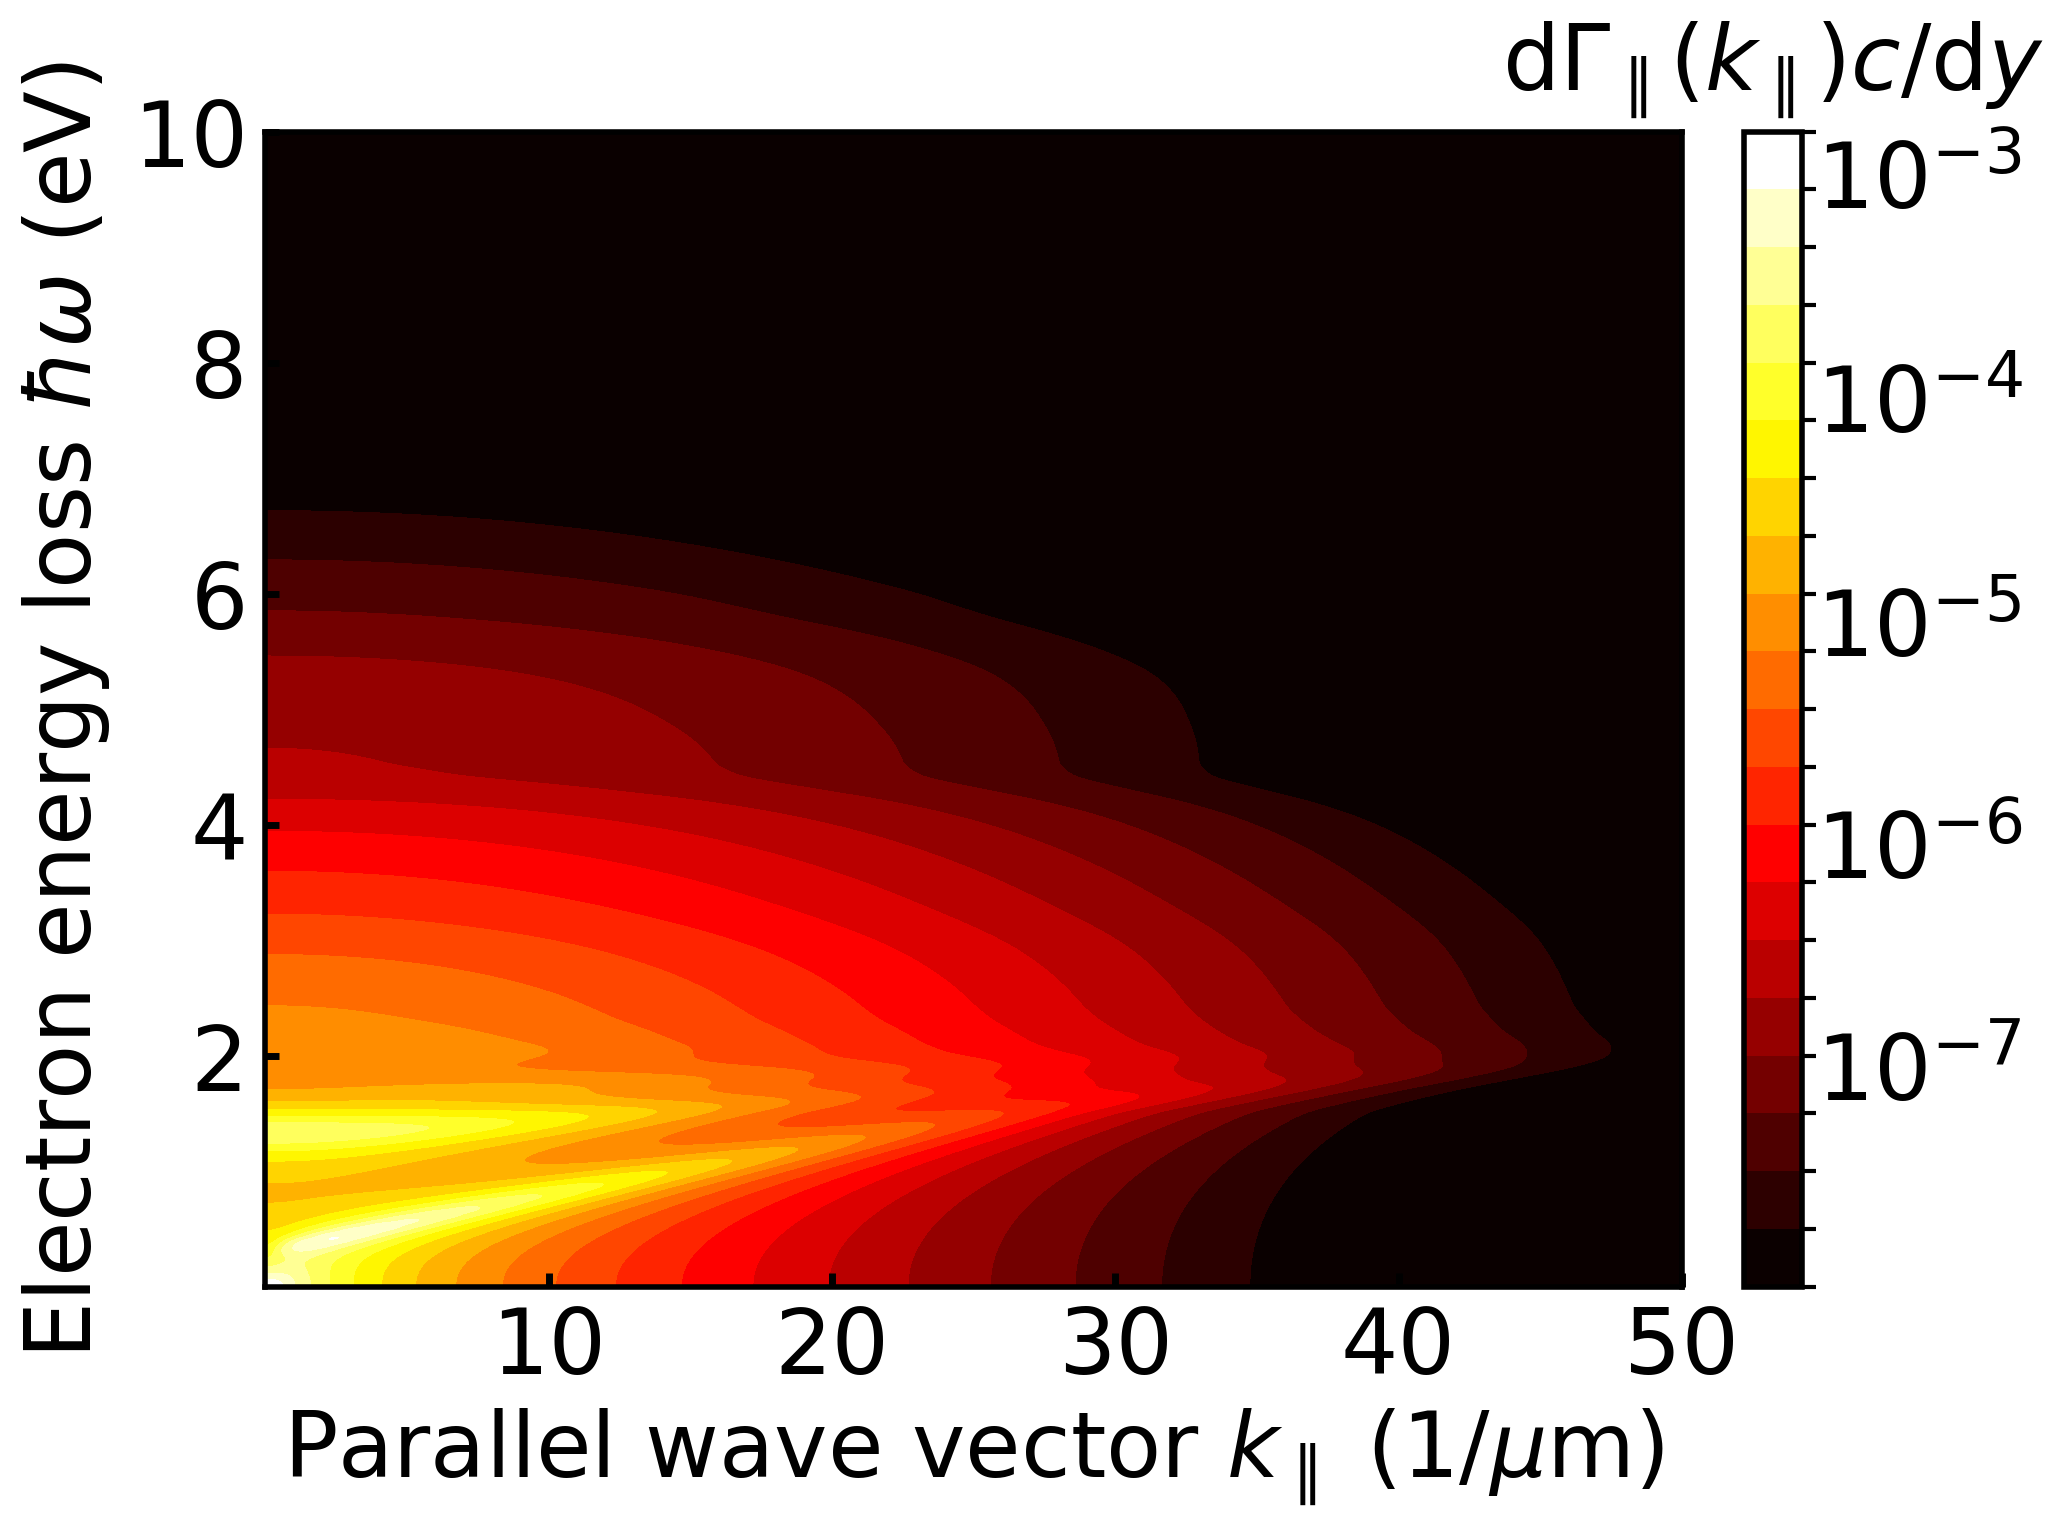 dΓ∥(k∥)c/dy
Electron energy loss ħω (eV)
10
8
6
4
2
10 20 30 40 50
Parallel wave vector k∥ (1/μm)
10⁻³
10⁻⁴
10⁻⁵
10⁻⁶
10⁻⁷